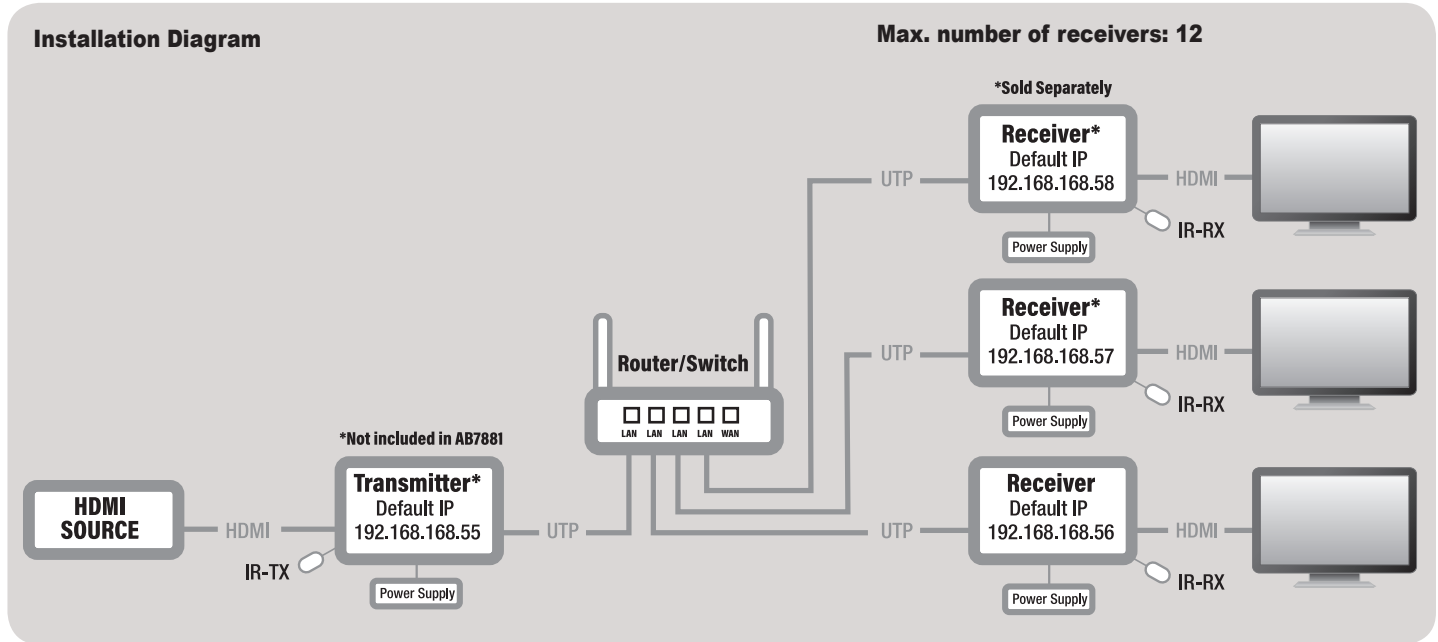 Installation Diagram
Max. number of receivers: 12
*Sold Separately
Receiver*
Default IP
192.168.168.58
UTP
HDMI
IR-RX
Power Supply
Receiver*
Default IP
192.168.168.57
UTP
HDMI
IR-RX
Power Supply
Router/Switch
LAN LAN LAN LAN WAN
*Not included in AB7881
HDMI
SOURCE
HDMI
Transmitter*
Default IP
192.168.168.55
IR-TX
Power Supply
UTP
UTP
Receiver
Default IP
192.168.168.56
HDMI
IR-RX
Power Supply